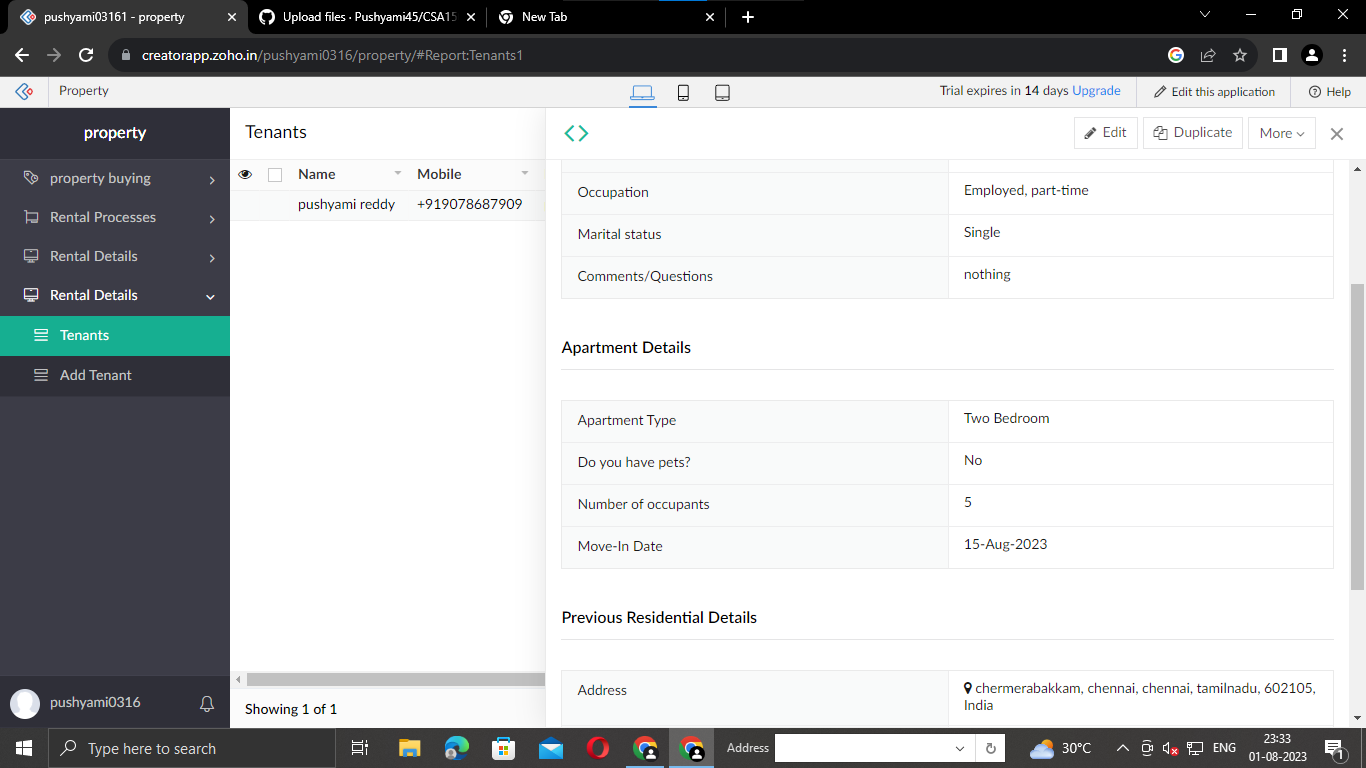 pushyami03161 - property
Upload files · Pushyami45/CSA15
New Tab
creatorapp.zoho.in/pushyami0316/property/#Report:Tenants1
Property
Trial expires in 14 days Upgrade
Edit this application
Help
property
property buying
Rental Processes
Rental Details
Rental Details
Tenants
Add Tenant
pushyami0316
Tenants
Name
Mobile
pushyami reddy
+919078687909
Showing 1 of 1
Edit
Duplicate
More
Occupation
Employed, part-time
Marital status
Single
Comments/Questions
nothing
Apartment Details
Apartment Type
Two Bedroom
Do you have pets?
No
Number of occupants
5
Move-In Date
15-Aug-2023
Previous Residential Details
Address
chermerabakkam, chennai, chennai, tamilnadu, 602105,
India
Type here to search
Address
30°C
ENG
23:33
01-08-2023
1